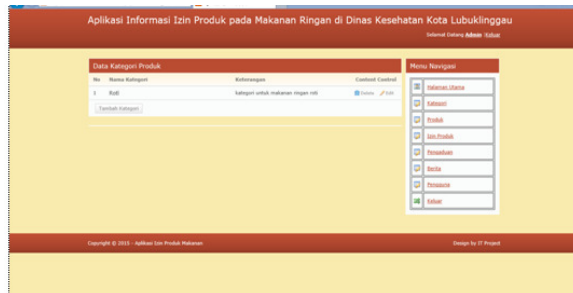 Aplikasi Informasi Izin Produk pada Makanan Ringan di Dinas Kesehatan Kota Lubuklinggau
Selamat Datang Admin |Keluar
Data Kategori Produk
No Nama Kategori Keterangan Content Control
1 Roti kategori untuk makanan ringan roti Delete Edit
Tambah Kategori
Menu Navigasi
Halaman Utama
Kategori
Produk
Izin Produk
Pengaduan
Berita
Pengguna
Keluar
Copyright © 2015 - Aplikasi Izin Produk Makanan
Design by IT Project